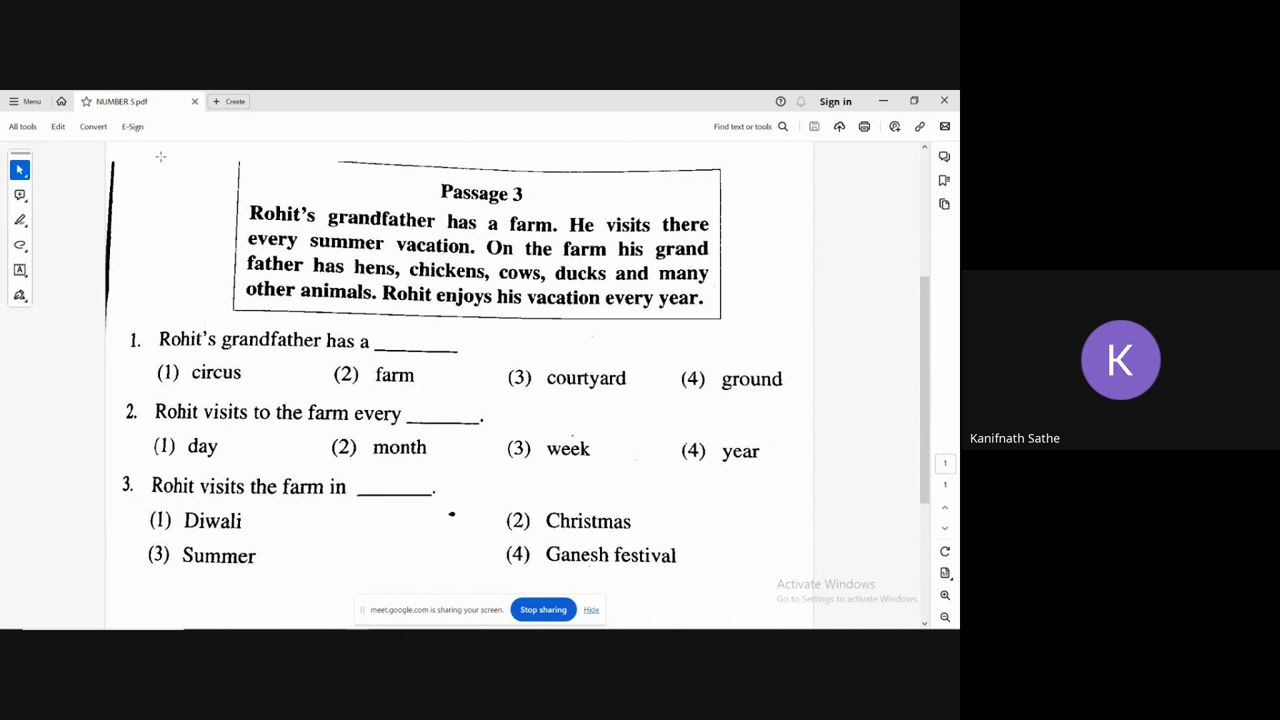 Menu
NUMBER 5.pdf
Create
Sign in
All tools
Edit
Convert
E-Sign
Find text or tools
Passage 3
Rohit's grandfather has a farm. He visits there
every summer vacation. On the farm his grand
father has hens, chickens, cows, ducks and many
other animals. Rohit enjoys his vacation every year.
1. Rohit's grandfather has a ________
(1) circus (2) farm (3) courtyard (4) ground
2. Rohit visits to the farm every _______.
(1) day (2) month (3) week (4) year
3. Rohit visits the farm in _______.
(1) Diwali (2) Christmas
(3) Summer (4) Ganesh festival
1
1
Activate Windows
Go to Settings to activate Windows.
meet.google.com is sharing your screen.
Stop sharing
Hide
K
Kanifnath Sathe